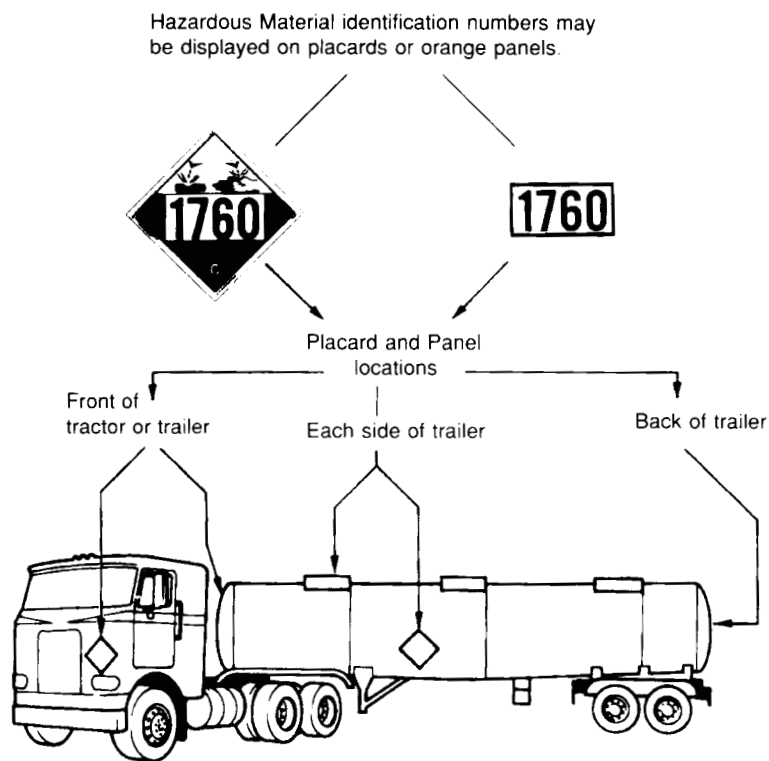 Hazardous Material identification numbers may
be displayed on placards or orange panels.
1760
1760
Placard and Panel
locations
Front of
tractor or trailer
Each side of trailer
Back of trailer